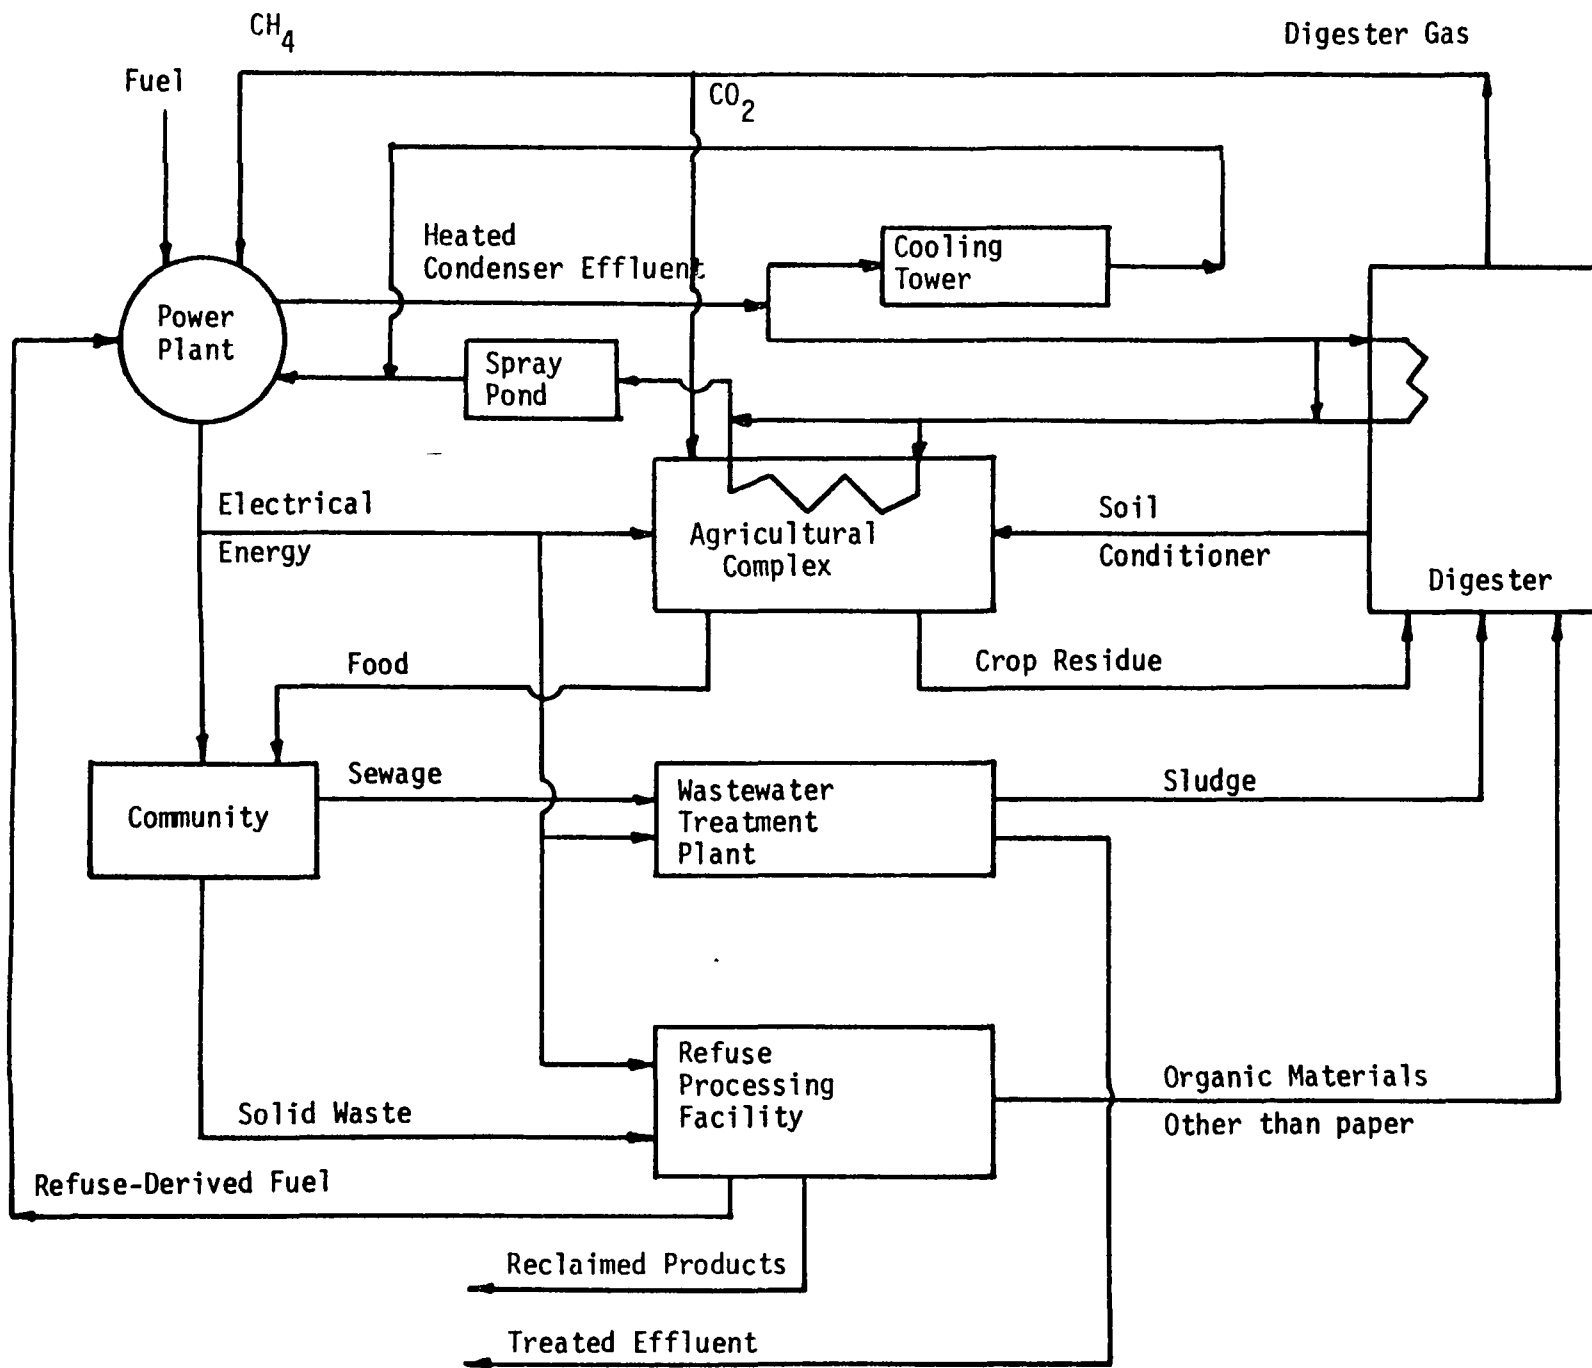 CH4
Digester Gas
Fuel
CO2
Heated
Condenser Effluent
Cooling
Tower
Power
Plant
Spray
Pond
Electrical
Energy
Agricultural
Complex
Soil
Conditioner
Digester
Food
Crop Residue
Sewage
Community
Wastewater
Treatment
Plant
Sludge
Refuse
Processing
Facility
Organic Materials
Other than paper
Solid Waste
Refuse-Derived Fuel
Reclaimed Products
Treated Effluent